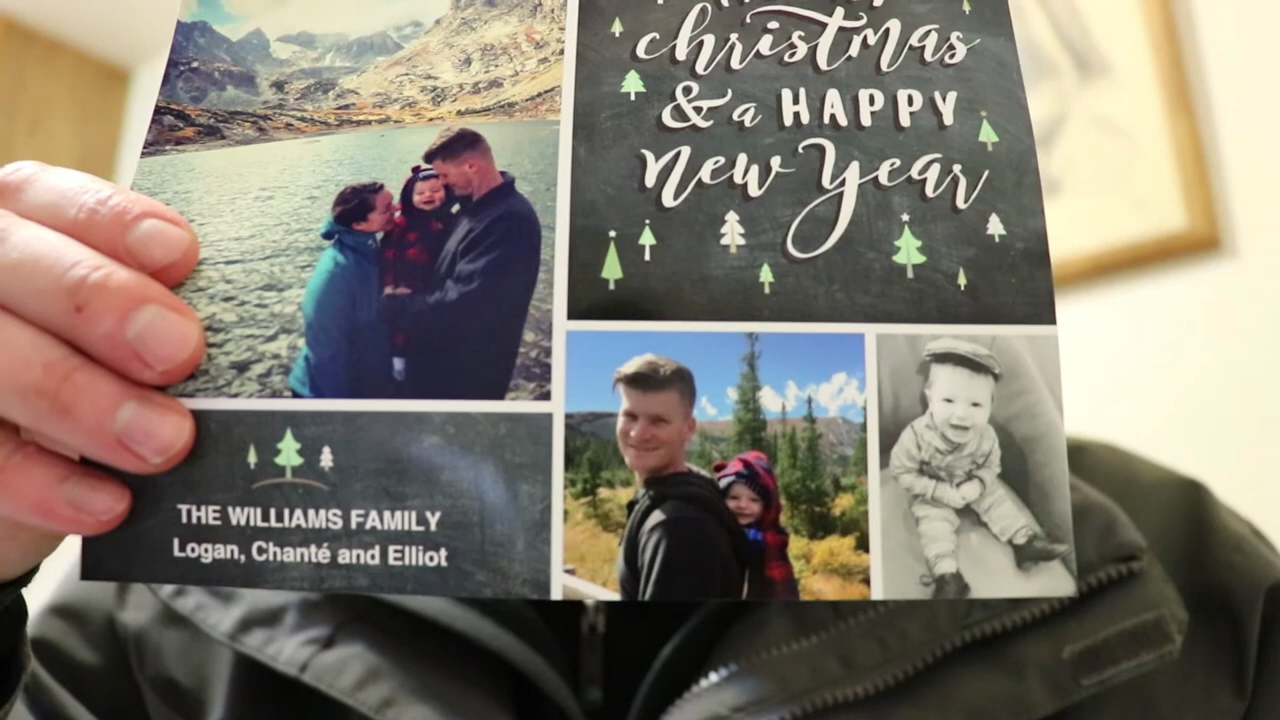 christmas
& a HAPPY
new year
THE WILLIAMS FAMILY
Logan, Chanté and Elliot